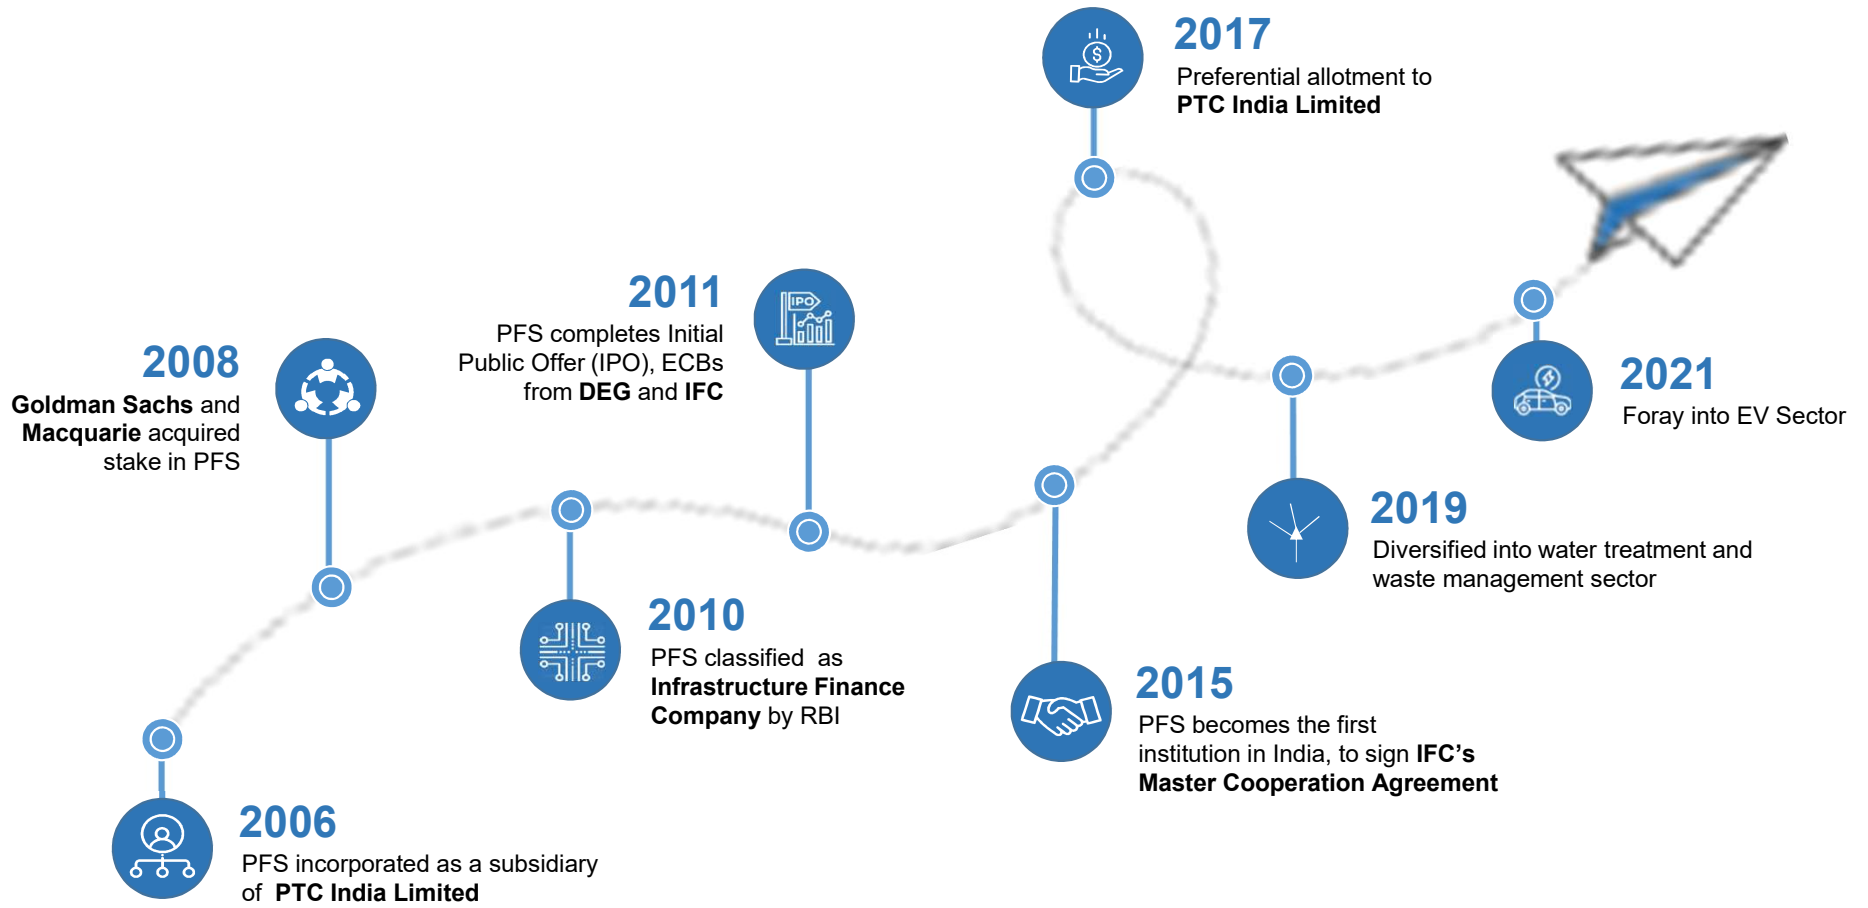 2006
PFS incorporated as a subsidiary
of PTC India Limited
2008
Goldman Sachs and
Macquarie acquired
stake in PFS
2010
PFS classified as
Infrastructure Finance
Company by RBI
2011
PFS completes Initial
Public Offer (IPO), ECBs
from DEG and IFC
IPO
2015
PFS becomes the first
institution in India, to sign IFC's
Master Cooperation Agreement
2017
Preferential allotment to
PTC India Limited
$
2019
Diversified into water treatment and
waste management sector
2021
Foray into EV Sector